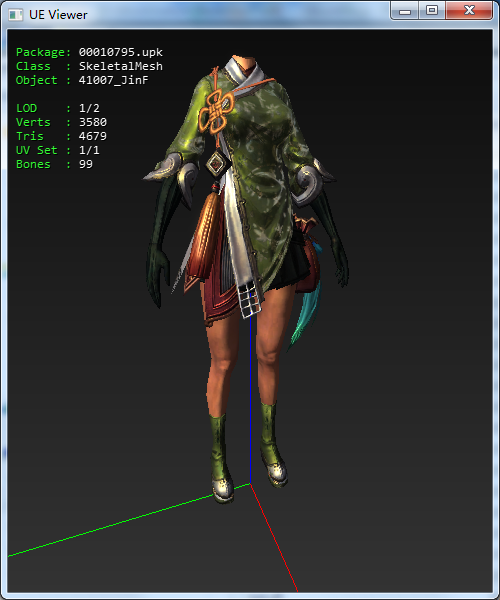 UE Viewer
Package: 00010795.upk
Class  : SkeletalMesh
Object : 41007_JinF
LOD    : 1/2
Verts  : 3580
Tris   : 4679
UV Set : 1/1
Bones  : 99